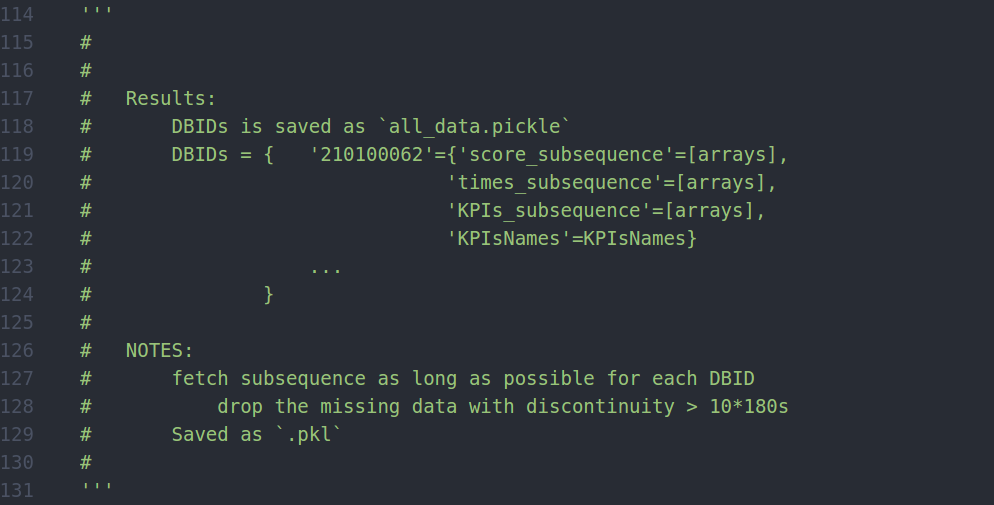 114    '''
115    #
116    #
117    #   Results:
118    #       DBIDs is saved as `all_data.pickle`
119    #       DBIDs = {   '210100062'={'score_subsequence'=[arrays],
120    #                               'times_subsequence'=[arrays],
121    #                               'KPIs_subsequence'=[arrays],
122    #                               'KPIsNames'=KPIsNames}
123    #                   ...
124    #               }
125    #
126    #   NOTES:
127    #       fetch subsequence as long as possible for each DBID
128    #           drop the missing data with discontinuity > 10*180s
129    #       Saved as `.pkl`
130    #
131    '''